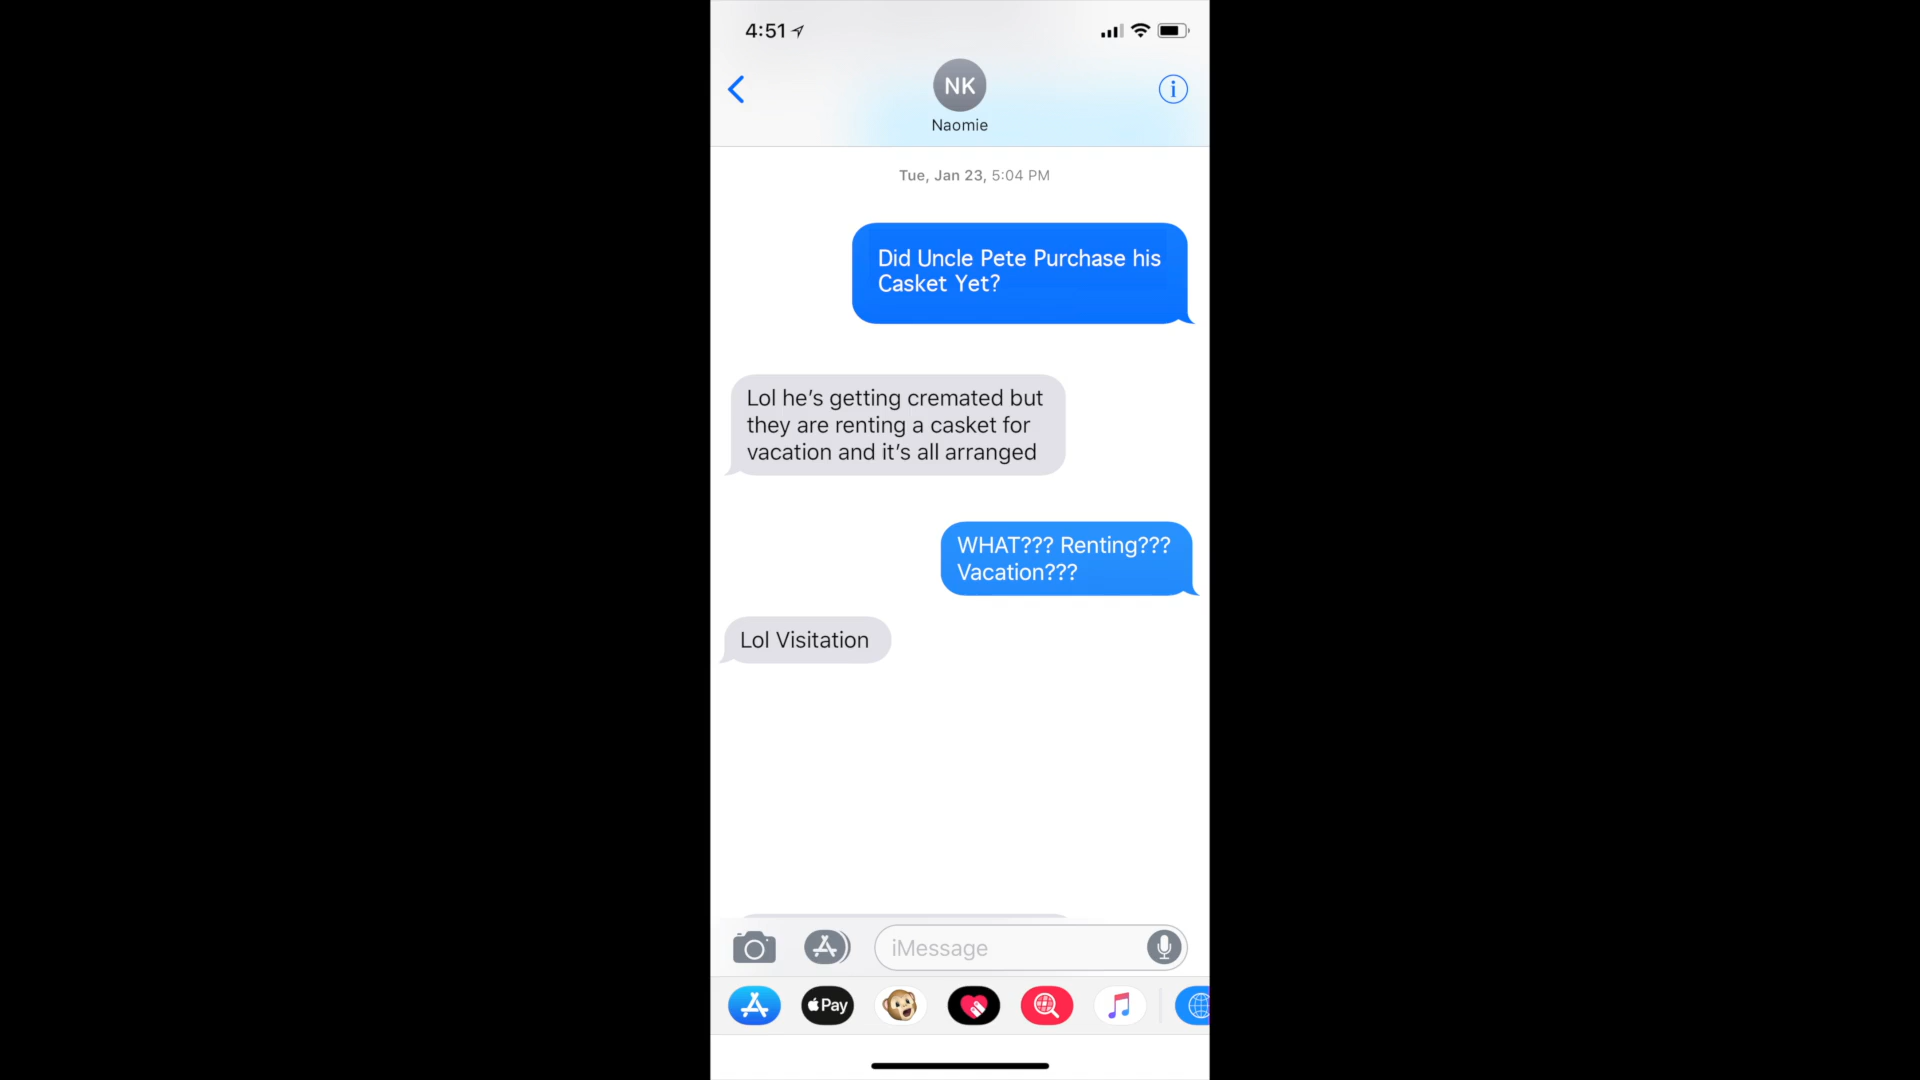 4:51
NK
Naomie
Tue, Jan 23, 5:04 PM
Did Uncle Pete Purchase his
Casket Yet?
Lol he’s getting cremated but
they are renting a casket for
vacation and it’s all arranged
WHAT??? Renting???
Vacation???
Lol Visitation
iMessage
Pay